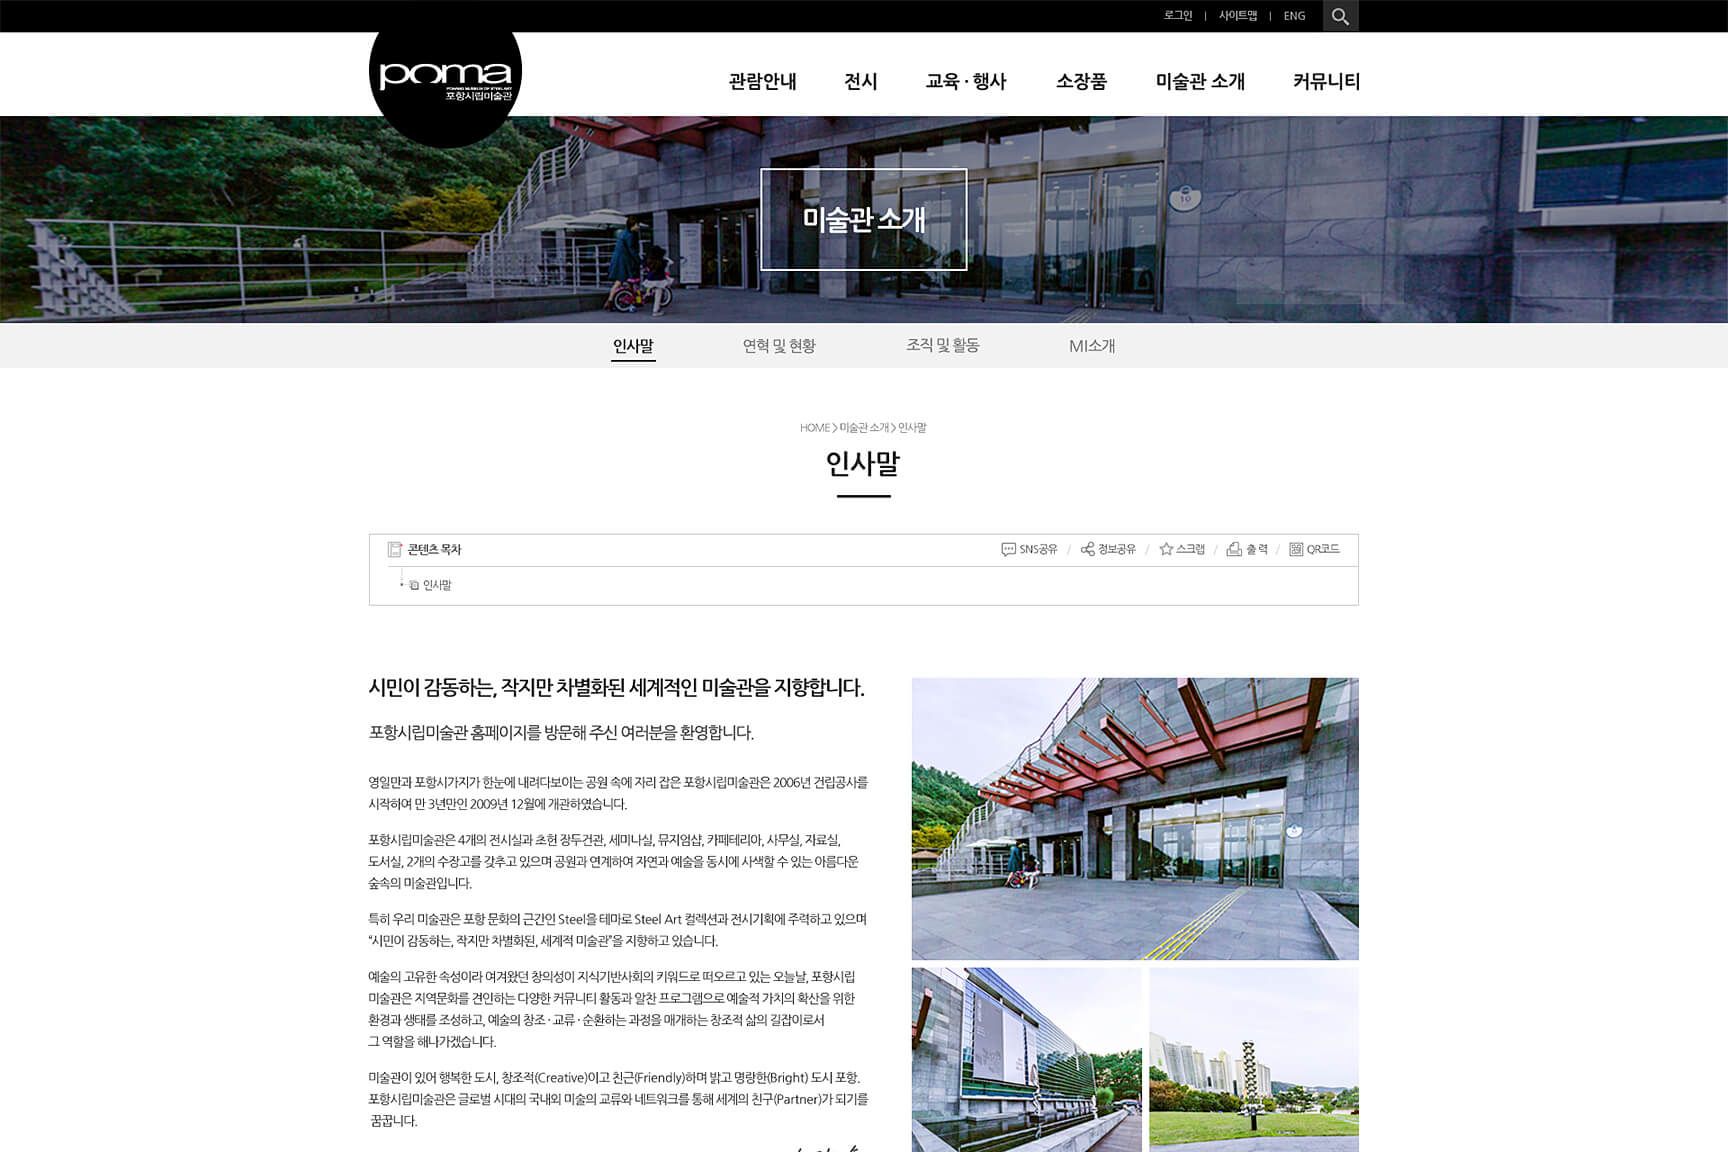 로그인 | 사이트맵 | ENG
poma
POHANG MUSEUM OF STEEL ART
포항시립미술관
관람안내 전시 교육 · 행사 소장품 미술관 소개 커뮤니티
미술관 소개
10
인사말 연혁 및 현황 조직 및 활동 MI소개
HOME > 미술관 소개 > 인사말
인사말
콘텐츠 목차 SNS공유 / 정보공유 / 스크랩 / 출 력 / QR코드
인사말
시민이 감동하는, 작지만 차별화된 세계적인 미술관을 지향합니다.
포항시립미술관 홈페이지를 방문해 주신 여러분을 환영합니다.
영일만과 포항시가지가 한눈에 내려다보이는 공원 속에 자리 잡은 포항시립미술관은 2006년 건립공사를
시작하여 만 3년만인 2009년 12월에 개관하였습니다.
포항시립미술관은 4개의 전시실과 초헌 장두건관, 세미나실, 뮤지엄샵, 카페테리아, 사무실, 자료실,
도서실, 2개의 수장고를 갖추고 있으며 공원과 연계하여 자연과 예술을 동시에 사색할 수 있는 아름다운
숲속의 미술관입니다.
특히 우리 미술관은 포항 문화의 근간인 Steel을 테마로 Steel Art 컬렉션과 전시기획에 주력하고 있으며
“시민이 감동하는, 작지만 차별화된, 세계적 미술관”을 지향하고 있습니다.
예술의 고유한 속성이라 여겨왔던 창의성이 지식기반사회의 키워드로 떠오르고 있는 오늘날, 포항시립
미술관은 지역문화를 견인하는 다양한 커뮤니티 활동과 알찬 프로그램으로 예술적 가치의 확산을 위한
환경과 생태를 조성하고, 예술의 창조 · 교류 · 순환하는 과정을 매개하는 창조적 삶의 길잡이로서
그 역할을 해나가겠습니다.
미술관이 있어 행복한 도시, 창조적(Creative)이고 친근(Friendly)하며 밝고 명랑한(Bright) 도시 포항.
포항시립미술관은 글로벌 시대의 국내외 미술의 교류와 네트워크를 통해 세계의 친구(Partner)가 되기를
꿈꿉니다.